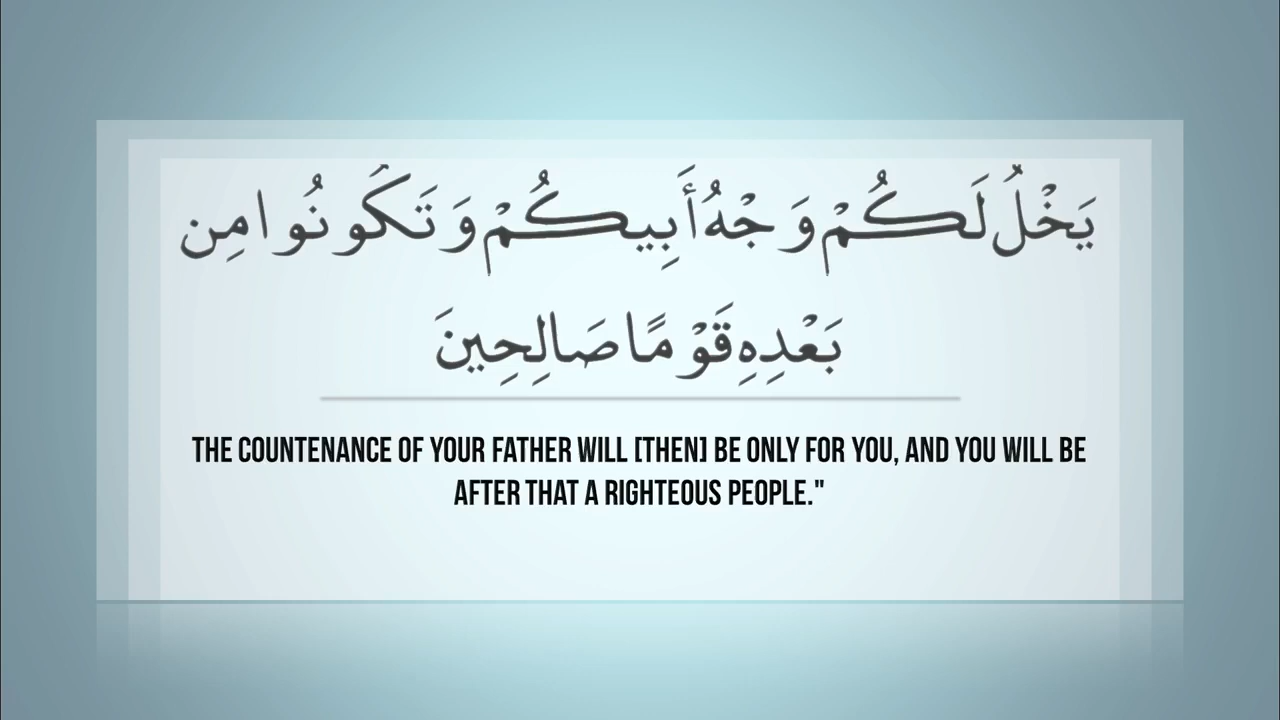 يَخْلُ لَكُمْ وَجْهُ أَبِيكُمْ وَتَكُونُوا مِن
بَعْدِهِ قَوْمًا صَالِحِينَ
THE COUNTENANCE OF YOUR FATHER WILL [THEN] BE ONLY FOR YOU, AND YOU WILL BE
AFTER THAT A RIGHTEOUS PEOPLE."